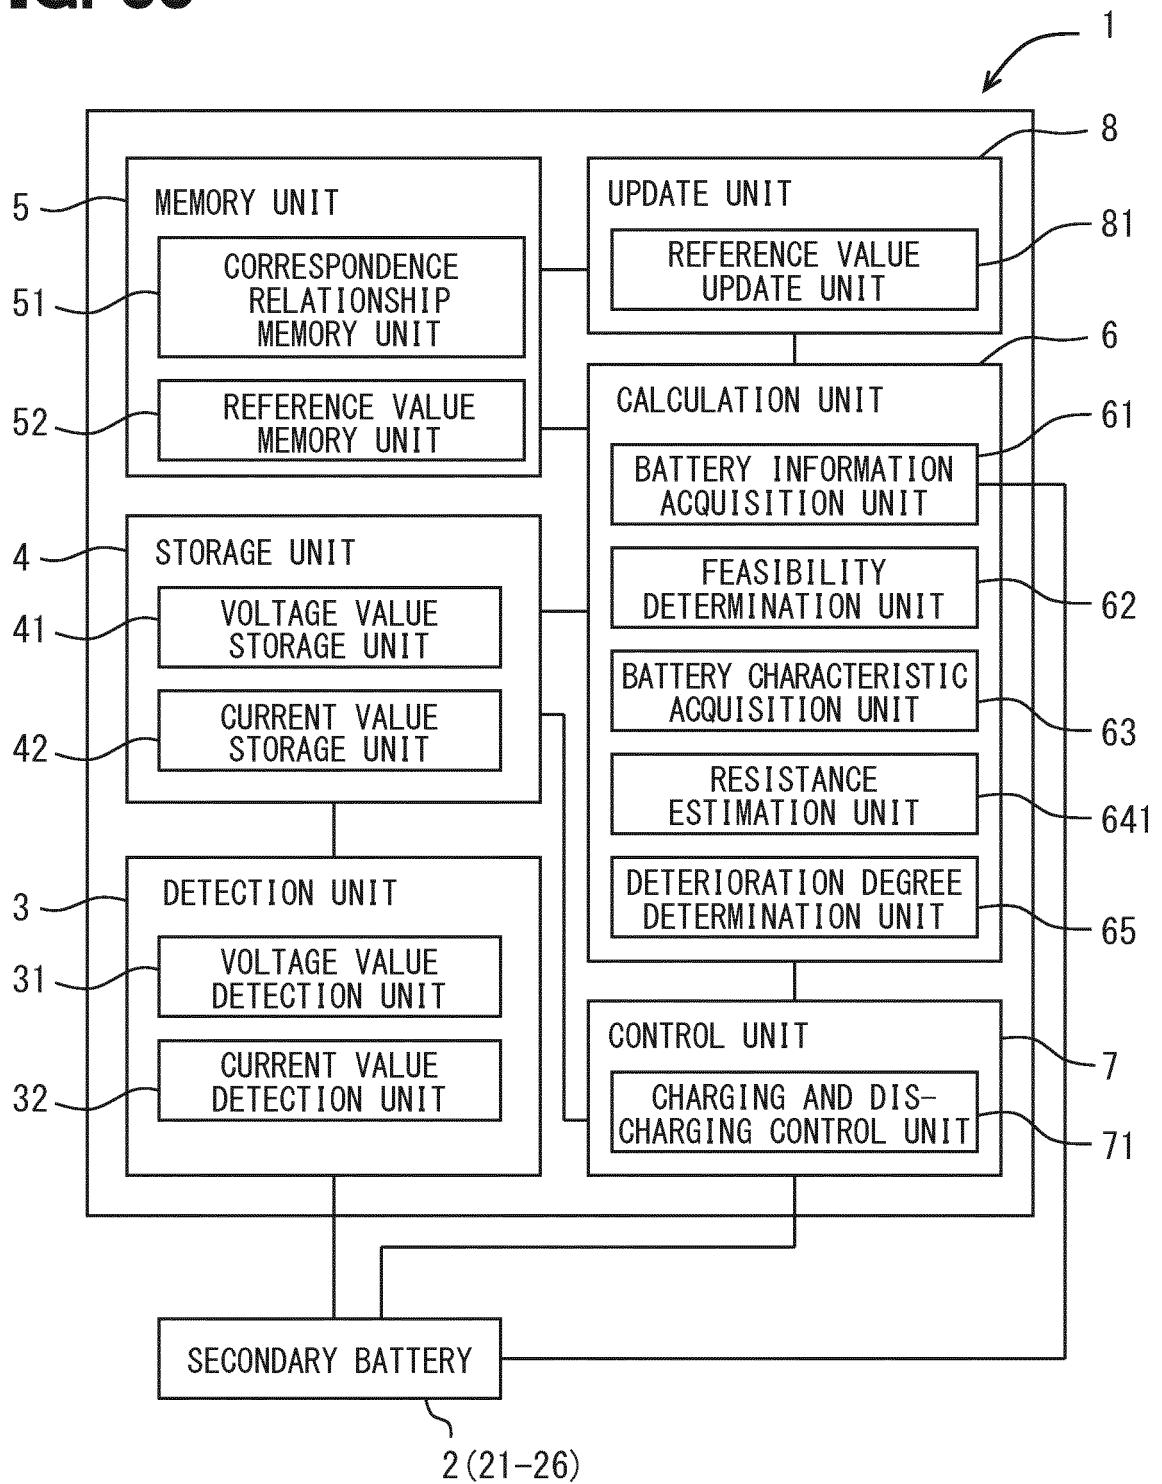 1
8
5
MEMORY UNIT
UPDATE UNIT
81
REFERENCE VALUE
UPDATE UNIT
51
CORRESPONDENCE
RELATIONSHIP
MEMORY UNIT
6
52
REFERENCE VALUE
MEMORY UNIT
CALCULATION UNIT
61
BATTERY INFORMATION
ACQUISITION UNIT
4
STORAGE UNIT
FEASIBILITY
DETERMINATION UNIT
62
41
VOLTAGE VALUE
STORAGE UNIT
BATTERY CHARACTERISTIC
ACQUISITION UNIT
63
42
CURRENT VALUE
STORAGE UNIT
RESISTANCE
ESTIMATION UNIT
641
3
DETECTION UNIT
DETERIORATION DEGREE
DETERMINATION UNIT
65
31
VOLTAGE VALUE
DETECTION UNIT
CONTROL UNIT
7
32
CURRENT VALUE
DETECTION UNIT
CHARGING AND DIS-
CHARGING CONTROL UNIT
71
SECONDARY BATTERY
2(21-26)